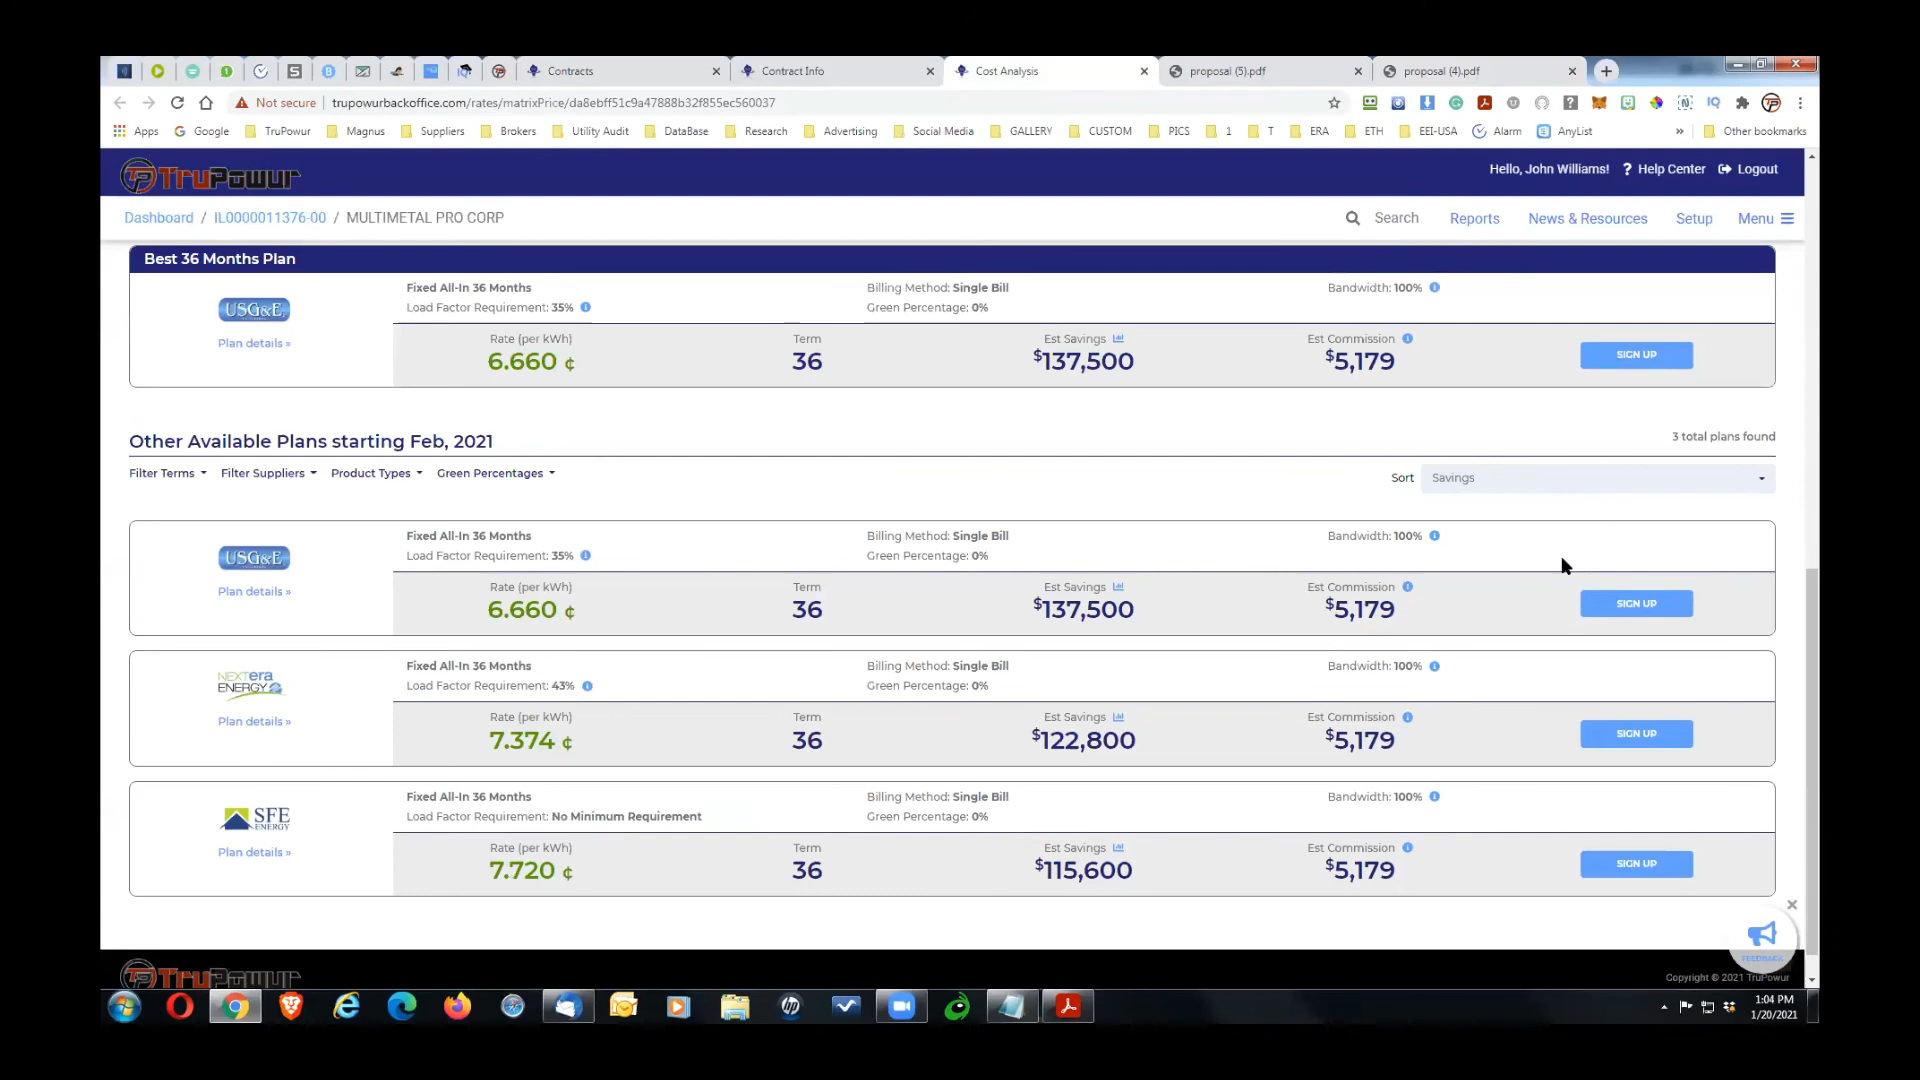 Contracts
Contract Info
Cost Analysis
proposal (5).pdf
proposal (4).pdf
Not secure
trupowurbackoffice.com/rates/matrixPrice/da8ebff51c9a47888b32f855ec560037
Apps Google TruPowur Magnus Suppliers Brokers Utility Audit DataBase Research Advertising Social Media GALLERY CUSTOM PICS 1 T ERA ETH EEI-USA Alarm AnyList » Other bookmarks
TruPowur
Hello, John Williams! ? Help Center Logout
Dashboard / IL0000011376-00 / MULTIMETAL PRO CORP
Search Reports News & Resources Setup Menu
Best 36 Months Plan
USG&E
Plan details »
Fixed All-In 36 Months
Load Factor Requirement: 35%
Billing Method: Single Bill
Green Percentage: 0%
Bandwidth: 100%
Rate (per kWh) Term Est Savings Est Commission
6.660 ¢ 36 $137,500 $5,179 SIGN UP
Other Available Plans starting Feb, 2021
3 total plans found
Filter Terms Filter Suppliers Product Types Green Percentages
Sort Savings
USG&E
Plan details »
Fixed All-In 36 Months
Load Factor Requirement: 35%
Billing Method: Single Bill
Green Percentage: 0%
Bandwidth: 100%
Rate (per kWh) Term Est Savings Est Commission
6.660 ¢ 36 $137,500 $5,179 SIGN UP
NEXTera
ENERGY
Plan details »
Fixed All-In 36 Months
Load Factor Requirement: 43%
Billing Method: Single Bill
Green Percentage: 0%
Bandwidth: 100%
Rate (per kWh) Term Est Savings Est Commission
7.374 ¢ 36 $122,800 $5,179 SIGN UP
SFE
ENERGY
Plan details »
Fixed All-In 36 Months
Load Factor Requirement: No Minimum Requirement
Billing Method: Single Bill
Green Percentage: 0%
Bandwidth: 100%
Rate (per kWh) Term Est Savings Est Commission
7.720 ¢ 36 $115,600 $5,179 SIGN UP
FEEDBACK
TruPowur
Copyright © 2021 TruPowur
1:04 PM
1/20/2021